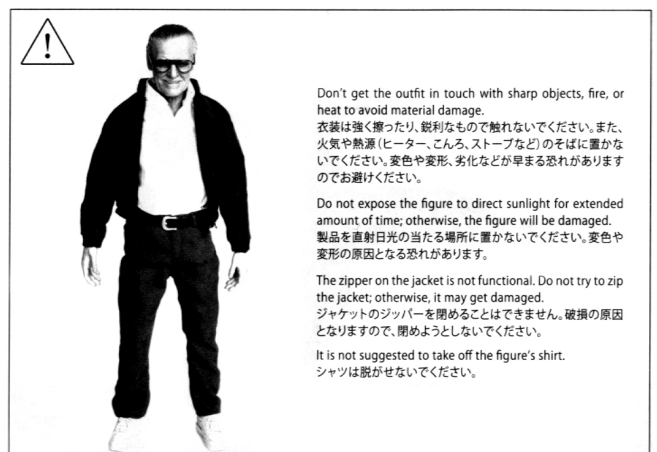 Don't get the outfit in touch with sharp objects, fire, or
heat to avoid material damage.
衣装は強く擦ったり、鋭利なもので触れないでください。また、
火気や熱源(ヒーター、こんろ、ストーブなど)のそばに置かな
いでください。変色や変形、劣化などが早まる恐れがあります
のでお避けください。
Do not expose the figure to direct sunlight for extended
amount of time; otherwise, the figure will be damaged.
製品を直射日光の当たる場所に置かないでください。変色や
変形の原因となる恐れがあります。
The zipper on the jacket is not functional. Do not try to zip
the jacket; otherwise, it may get damaged.
ジャケットのジッパーを閉めることはできません。破損の原因
となりますので、閉めようとしないでください。
It is not suggested to take off the figure's shirt.
シャツは脱がせないでください。